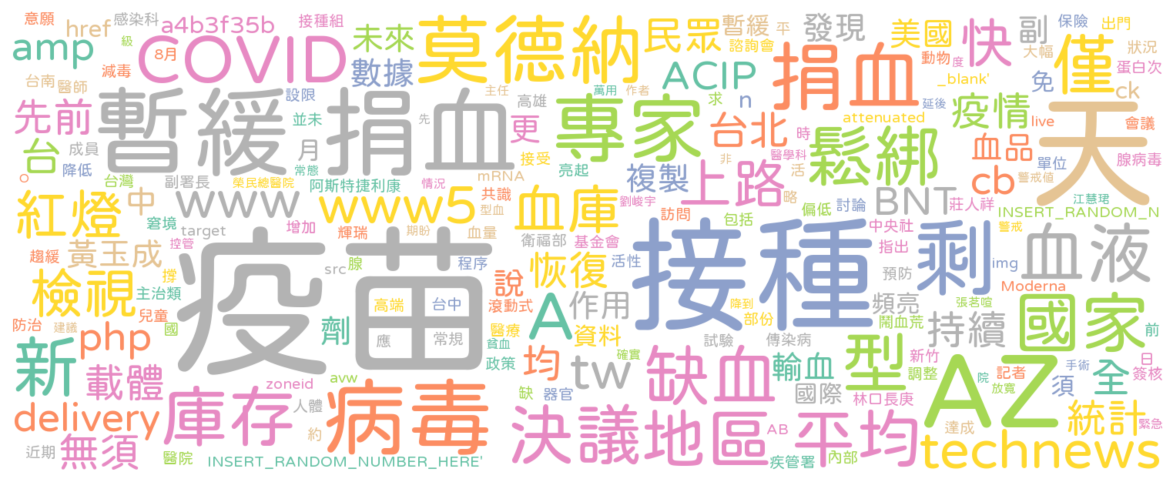 意願 感染科 接種組 暫緩 平 保險 出門
href a4b3f35b 未來 莫德納 民眾 諮詢會 發現 美國 快 副 僅 狀況
amp 級 8月 COVID 數據 ACIP 捐血 動物 度 免 大幅 蛋白次
台南 醫師 減毒 設限 主任 萬用 作者 求 n _blank' ck
先前 暫緩 捐血 高雄 專家 台北 attenuated 延後 疫情 live 會議
台 成員 並未 月 先 更 時 鬆綁 血品 單位 天 腺病毒
降低 常態 接受 亮起 非 醫學科 活 cb 警戒值
。 台灣 副署長 榮民總醫院 阿斯特捷利康 情況 mRNA 共識 複製 上路 略 BNT 莊人祥 江慧珺
紅燈 中 www www5 型血 血庫 劉峻宇 訪問 包括 偏低 討論 INSERT_RANDOM_N
窘境 target 增加 輝瑞 期盼 血量 衛福部 基金會 中央社 指出 警戒
趨緩 黃玉成 控管 疫苗 src 腺 程序 說 恢復 活性 接種 預防 剩 血液 img
檢視 主治類 撐 高端 台中 滾動式 A 作用 頻亮 張茗喧 Moderna
防治 建議 兒童 國 劑 應 常規 醫療 資料 降到 部份 鬧血荒 持續 國家 前
新 php 貧血 政策 均 試驗 確實 傳染病 型 新竹 調整 記者 日
載體 zoneid avw 缺 器官 tw 缺血 輸血 國際 林口長庚 院 放寬 須 手術 全 簽核
delivery 庫存 人體 約 病毒 決議 地區 AB 平均 AZ 達成 統計 緊急
近期 無須 醫院 INSERT_RANDOM_NUMBER_HERE' 疾管署 內部 technews